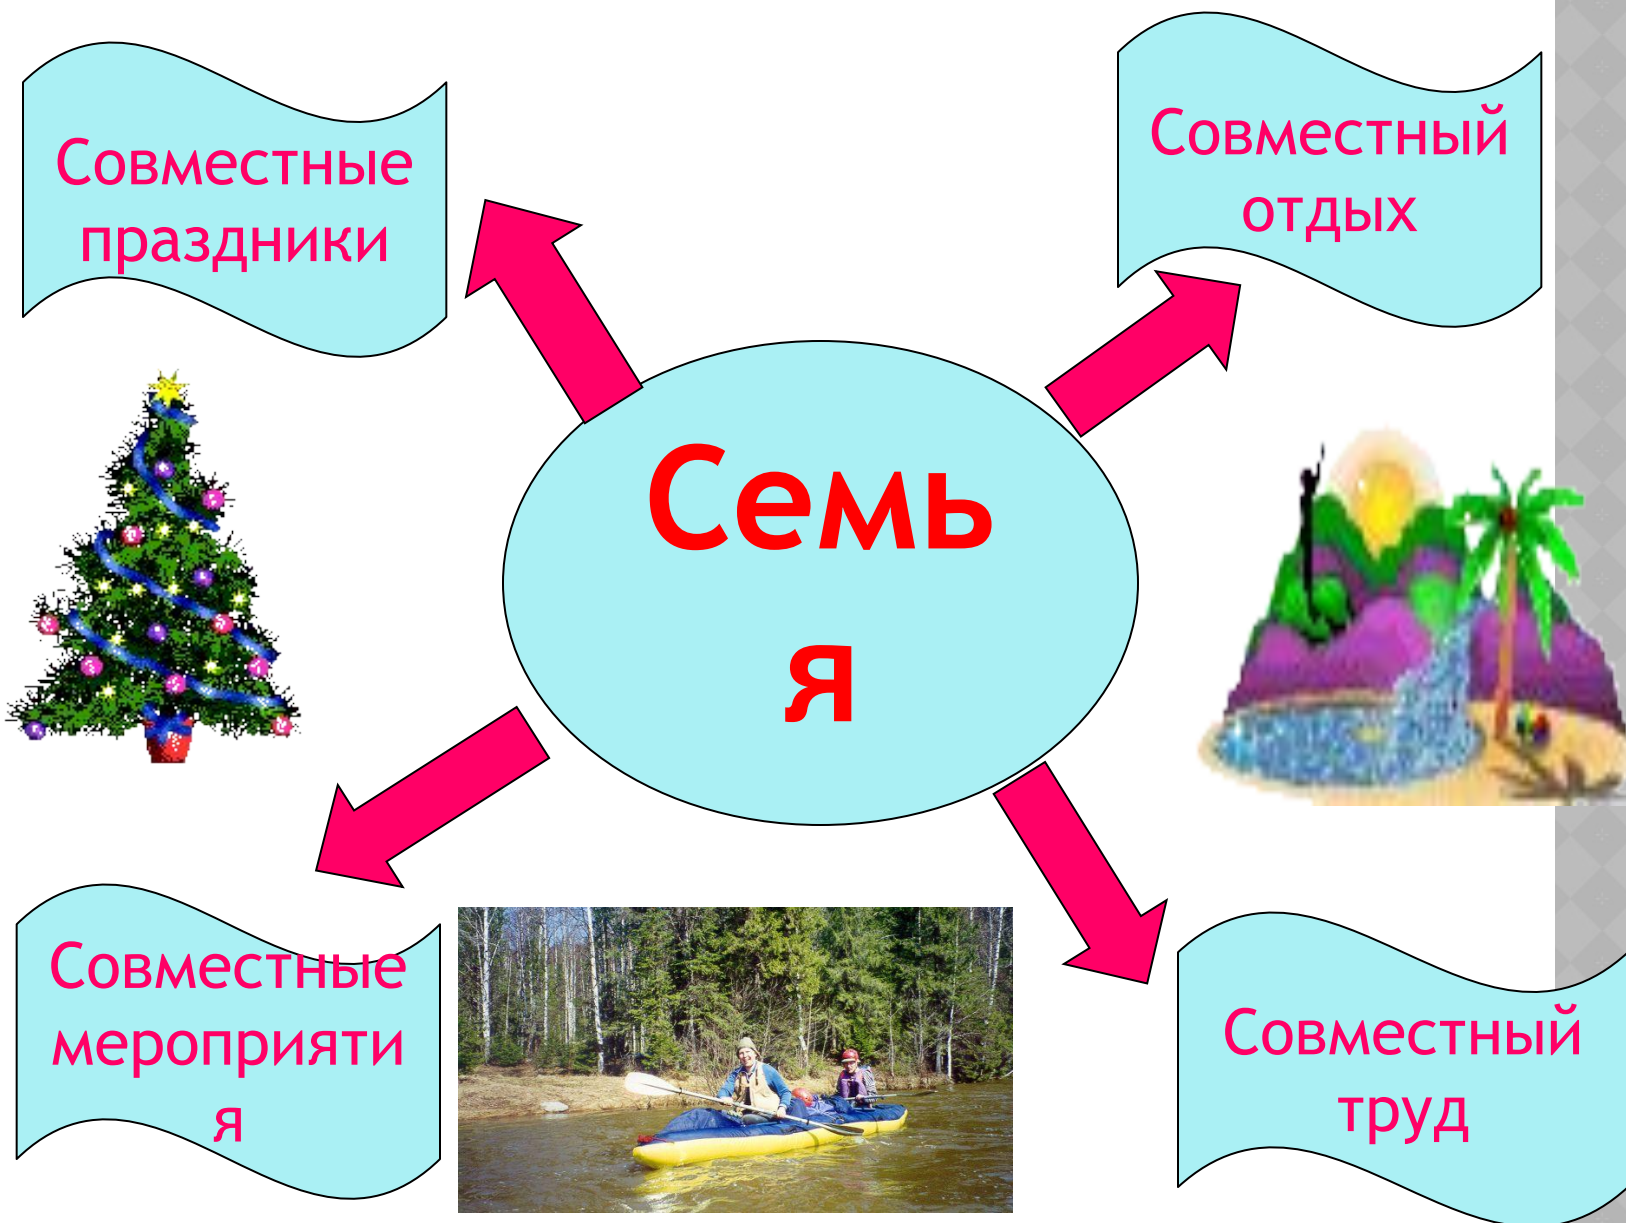 Совместные
праздники
Совместный
отдых
Семь
я
Совместные
мероприяти
я
Совместный
труд